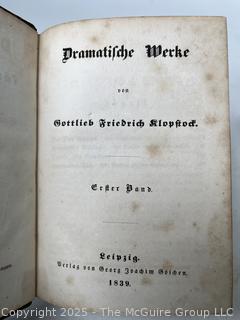 Dramatische Werke
von
Gottlieb Friedrich Klopstock.
Erster Band.
Leipzig.
Verlag von Georg Joachim Göschen.
1839.
Copyright 2025 - The McGuire Group LLC